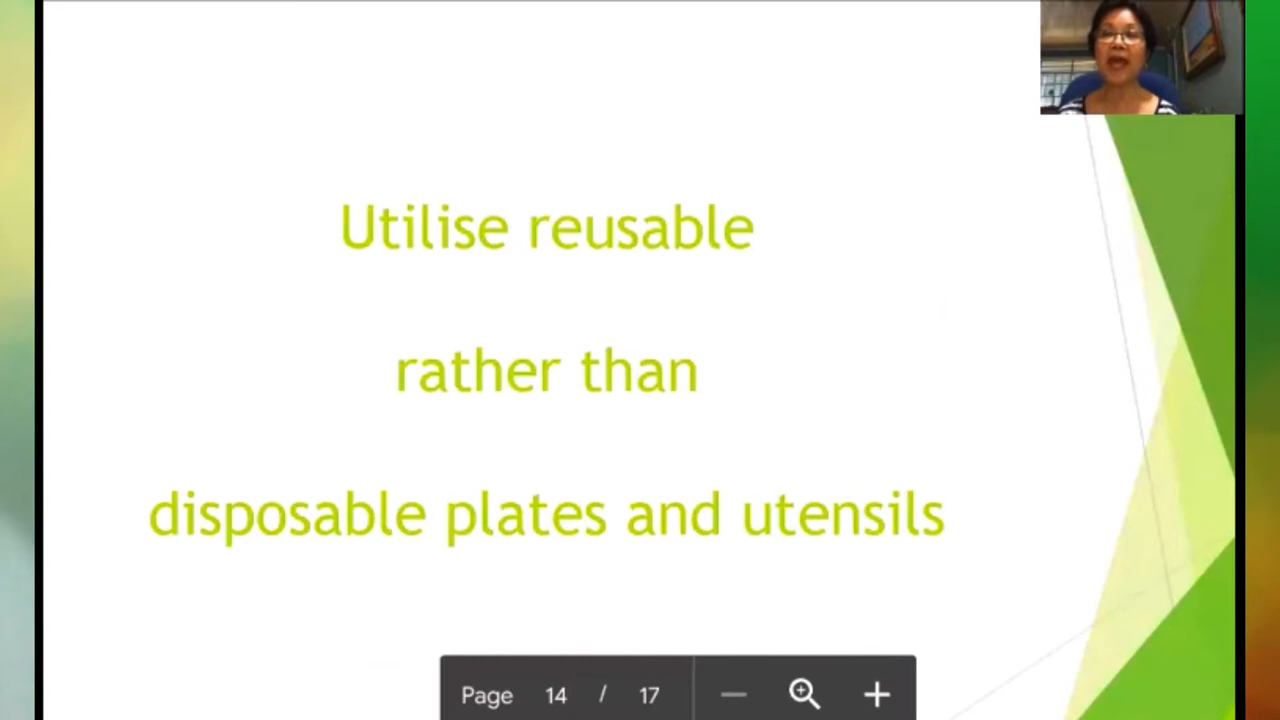 Utilise reusable
rather than
disposable plates and utensils
Page 14 / 17